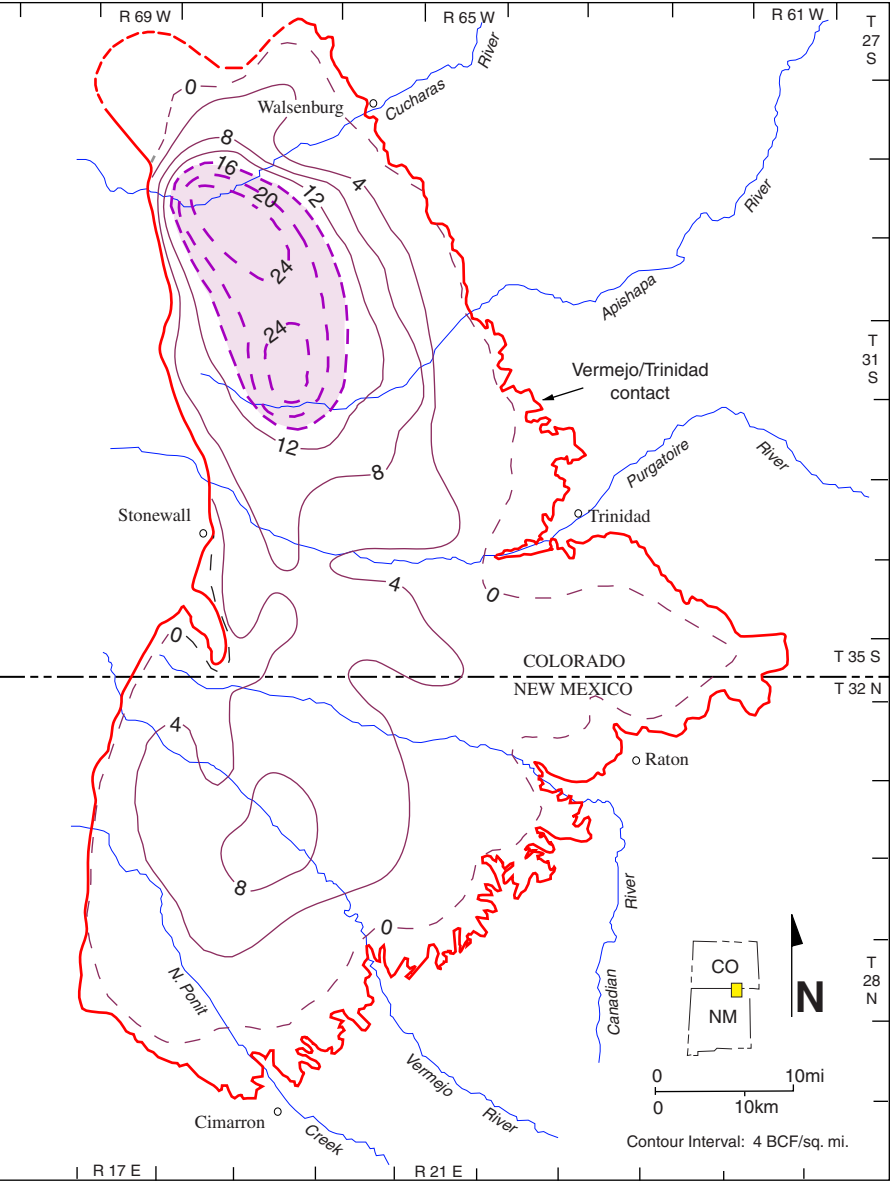 R 69 W
R 65 W
R 61 W
T
27
S
River
0
Walsenburg
Cucharas
8
4
16
12
20
River
24
Apishapa
24
T
31
S
Vermejo/Trinidad
contact
12
8
Purgatoire
River
Stonewall
Trinidad
4
0
0
COLORADO
T 35 S
NEW MEXICO
T 32 N
4
Raton
8
River
0
CO
T
28
N
N. Ponit
Canadian
NM
N
Vermejo
River
0
10mi
0
10km
Cimarron
Creek
Contour Interval: 4 BCF/sq. mi.
R 17 E
R 21 E